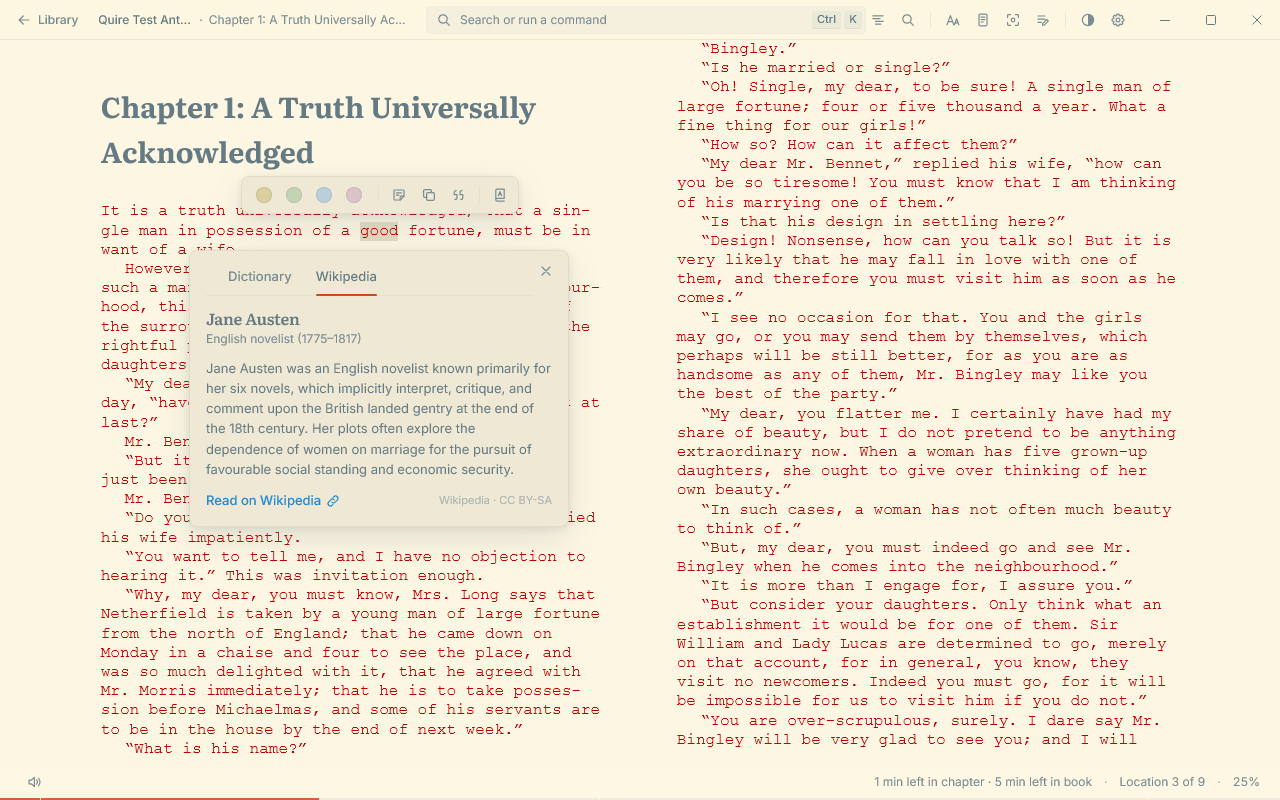 Library
Quire Test Ant... · Chapter 1: A Truth Universally Ac...
Search or run a command
Ctrl K
Chapter 1: A Truth Universally
Acknowledged
It is a truth universally acknowledged, that a sin-
gle man in possession of a good fortune, must be in
want of a wife.
However
such a
hood, thi
the surro
rightful
daughters
“My dea
day, “hav at
last?”
Mr. Ben
“But it
just been
Mr. Ben
“Do you
his wife impatiently.
“You want to tell me, and I have no objection to
hearing it.” This was invitation enough.
“Why, my dear, you must know, Mrs. Long says that
Netherfield is taken by a young man of large fortune
from the north of England; that he came down on
Monday in a chaise and four to see the place, and
was so much delighted with it, that he agreed with
Mr. Morris immediately; that he is to take posses-
sion before Michaelmas, and some of his servants are
to be in the house by the end of next week.”
“What is his name?”
Dictionary Wikipedia
Jane Austen
English novelist (1775–1817)
Jane Austen was an English novelist known primarily for
her six novels, which implicitly interpret, critique, and
comment upon the British landed gentry at the end of
the 18th century. Her plots often explore the
dependence of women on marriage for the pursuit of
favourable social standing and economic security.
Read on Wikipedia
Wikipedia · CC BY-SA
“Bingley.”
“Is he married or single?”
“Oh! Single, my dear, to be sure! A single man of
large fortune; four or five thousand a year. What a
fine thing for our girls!”
“How so? How can it affect them?”
“My dear Mr. Bennet,” replied his wife, “how can
you be so tiresome! You must know that I am thinking
of his marrying one of them.”
“Is that his design in settling here?”
“Design! Nonsense, how can you talk so! But it is
very likely that he may fall in love with one of
them, and therefore you must visit him as soon as he
comes.”
“I see no occasion for that. You and the girls
may go, or you may send them by themselves, which
perhaps will be still better, for as you are as
handsome as any of them, Mr. Bingley may like you
the best of the party.”
“My dear, you flatter me. I certainly have had my
share of beauty, but I do not pretend to be anything
extraordinary now. When a woman has five grown-up
daughters, she ought to give over thinking of her
own beauty.”
“In such cases, a woman has not often much beauty
to think of.”
“But, my dear, you must indeed go and see Mr.
Bingley when he comes into the neighbourhood.”
“It is more than I engage for, I assure you.”
“But consider your daughters. Only think what an
establishment it would be for one of them. Sir
William and Lady Lucas are determined to go, merely
on that account, for in general, you know, they
visit no newcomers. Indeed you must go, for it will
be impossible for us to visit him if you do not.”
“You are over-scrupulous, surely. I dare say Mr.
Bingley will be very glad to see you; and I will
1 min left in chapter · 5 min left in book · Location 3 of 9 · 25%